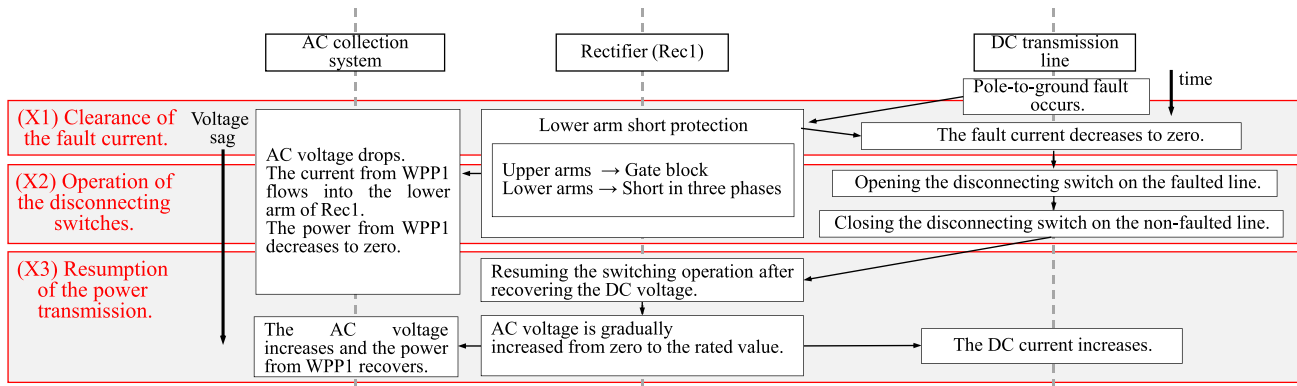 AC collection
system
Rectifier (Rec1)
DC transmission
line
time
Pole-to-ground fault
occurs.
(X1) Clearance of
the fault current.
Voltage
sag
Lower arm short protection
The fault current decreases to zero.
AC voltage drops.
The current from WPP1
flows into the lower
arm of Rec1.
The power from WPP1
decreases to zero.
Upper arms → Gate block
Lower arms → Short in three phases
(X2) Operation of
the disconnecting
switches.
Opening the disconnecting switch on the faulted line.
Closing the disconnecting switch on the non-faulted line.
(X3) Resumption
of the power
transmission.
Resuming the switching operation after
recovering the DC voltage.
The AC voltage
increases and the power
from WPP1 recovers.
AC voltage is gradually
increased from zero to the rated value.
The DC current increases.